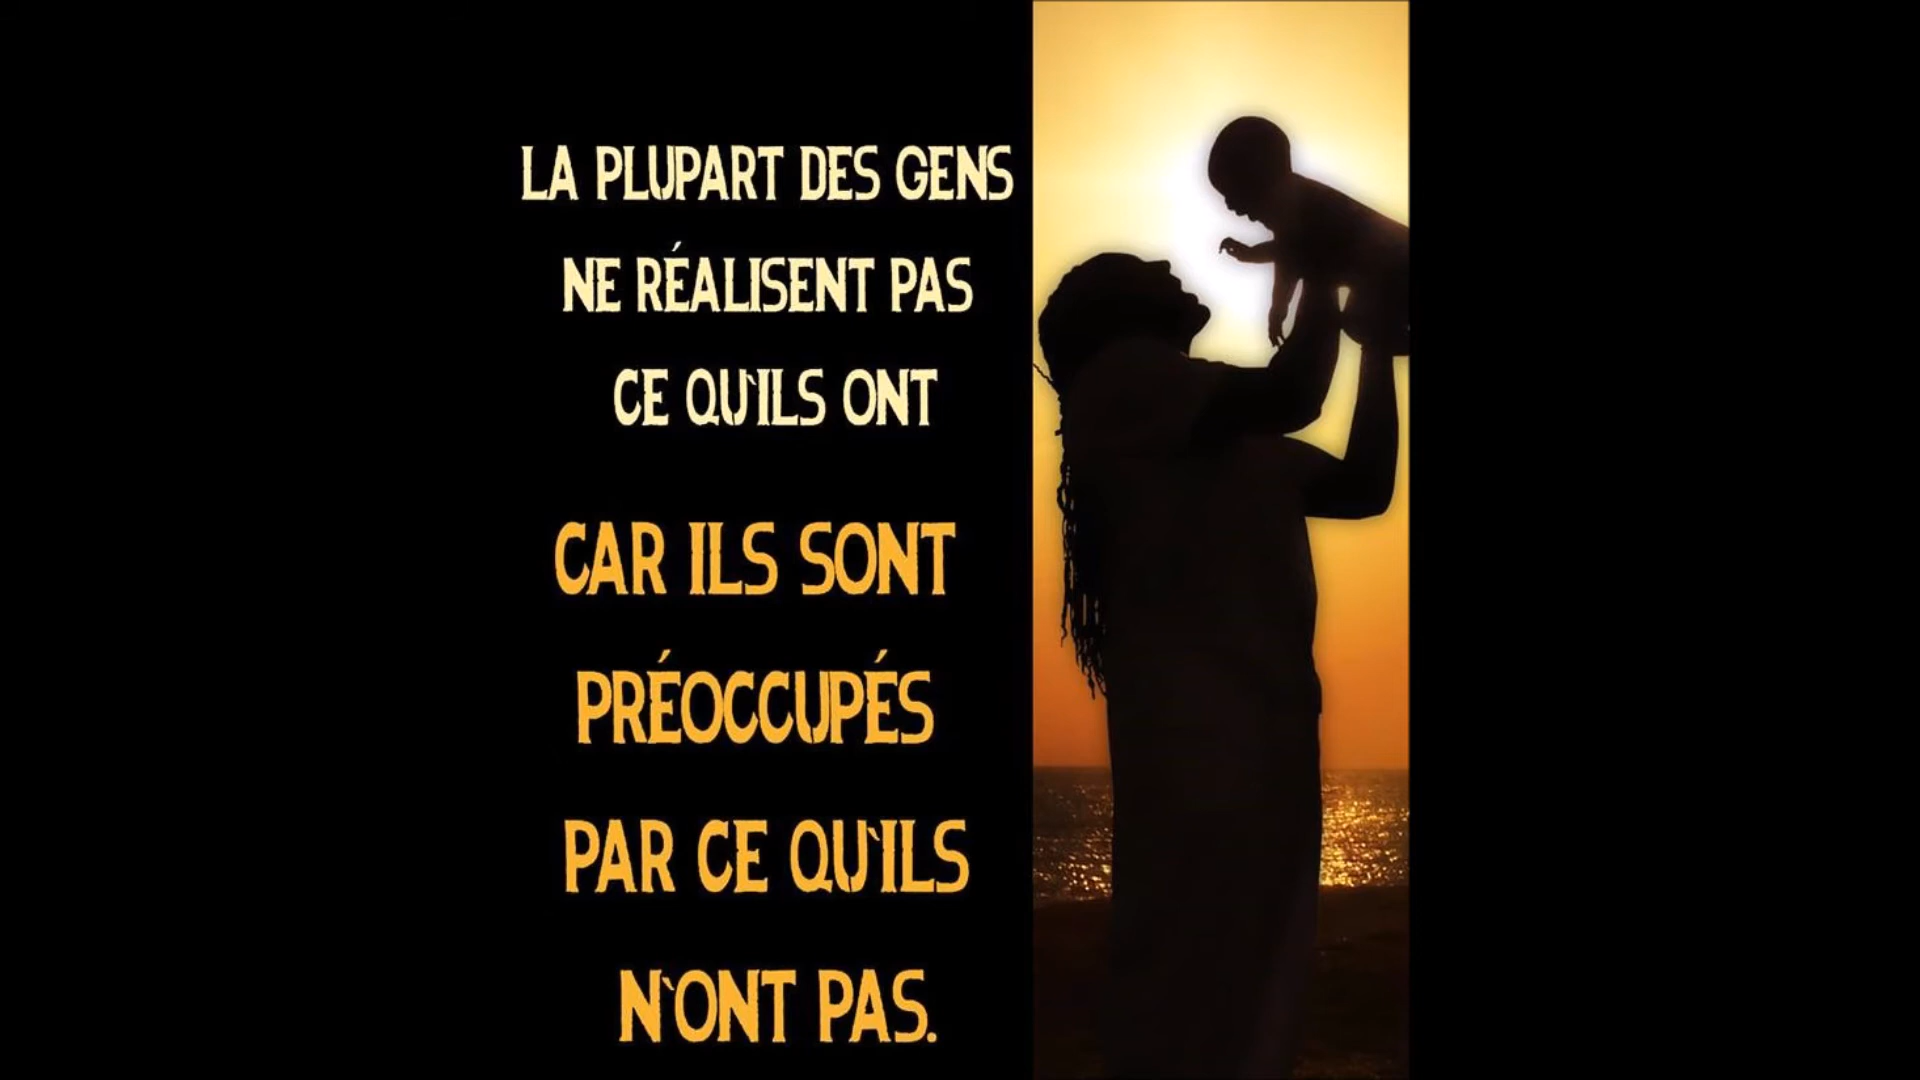 LA PLUPART DES GENS
NE RÉALISENT PAS
CE QU`ILS ONT
CAR ILS SONT
PRÉOCCUPÉS
PAR CE QU`ILS
N`ONT PAS.